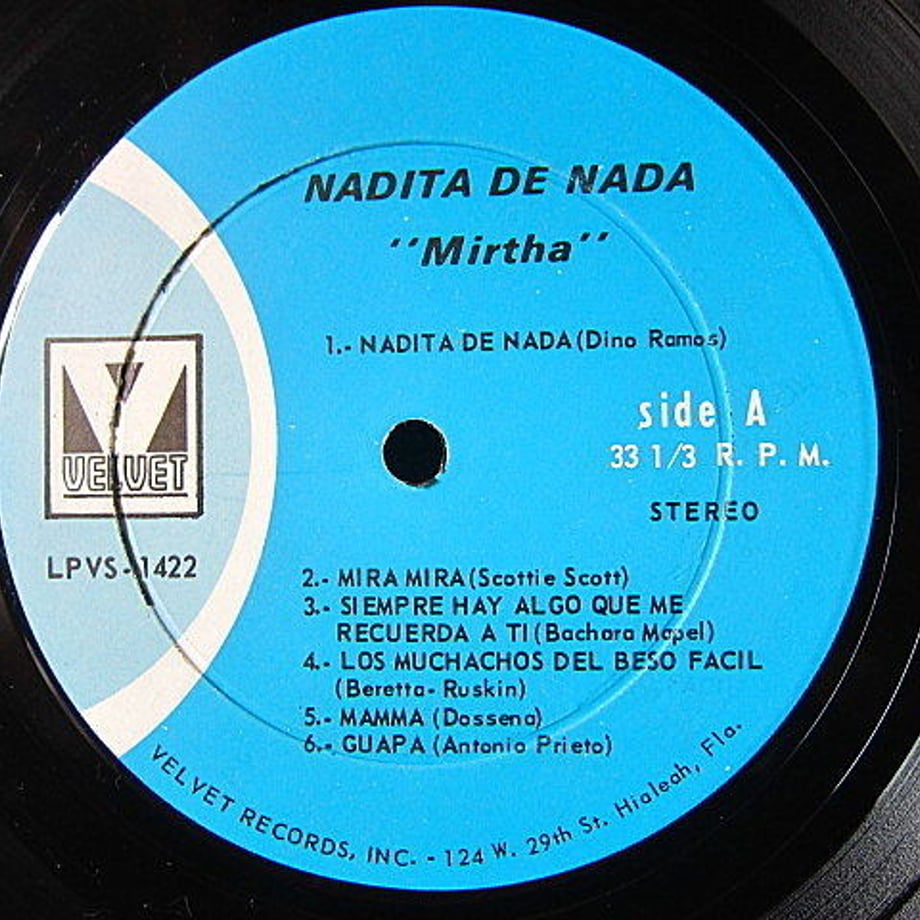 NADITA DE NADA
''Mirtha''
1.- NADITA DE NADA (Dino Ramos)
side A
33 1/3 R. P. M.
STEREO
VELVET
LPVS-1422
2.- MIRA MIRA (Scottie Scott)
3.- SIEMPRE HAY ALGO QUE ME
RECUERDA A TI (Bachara Mapel)
4.- LOS MUCHACHOS DEL BESO FACIL
(Beretta- Ruskin)
5.- MAMMA (Dossena)
6.- GUAPA (Antonio Prieto)
VELVET RECORDS, INC. - 124 W. 29th St. Hialeah, Fla.